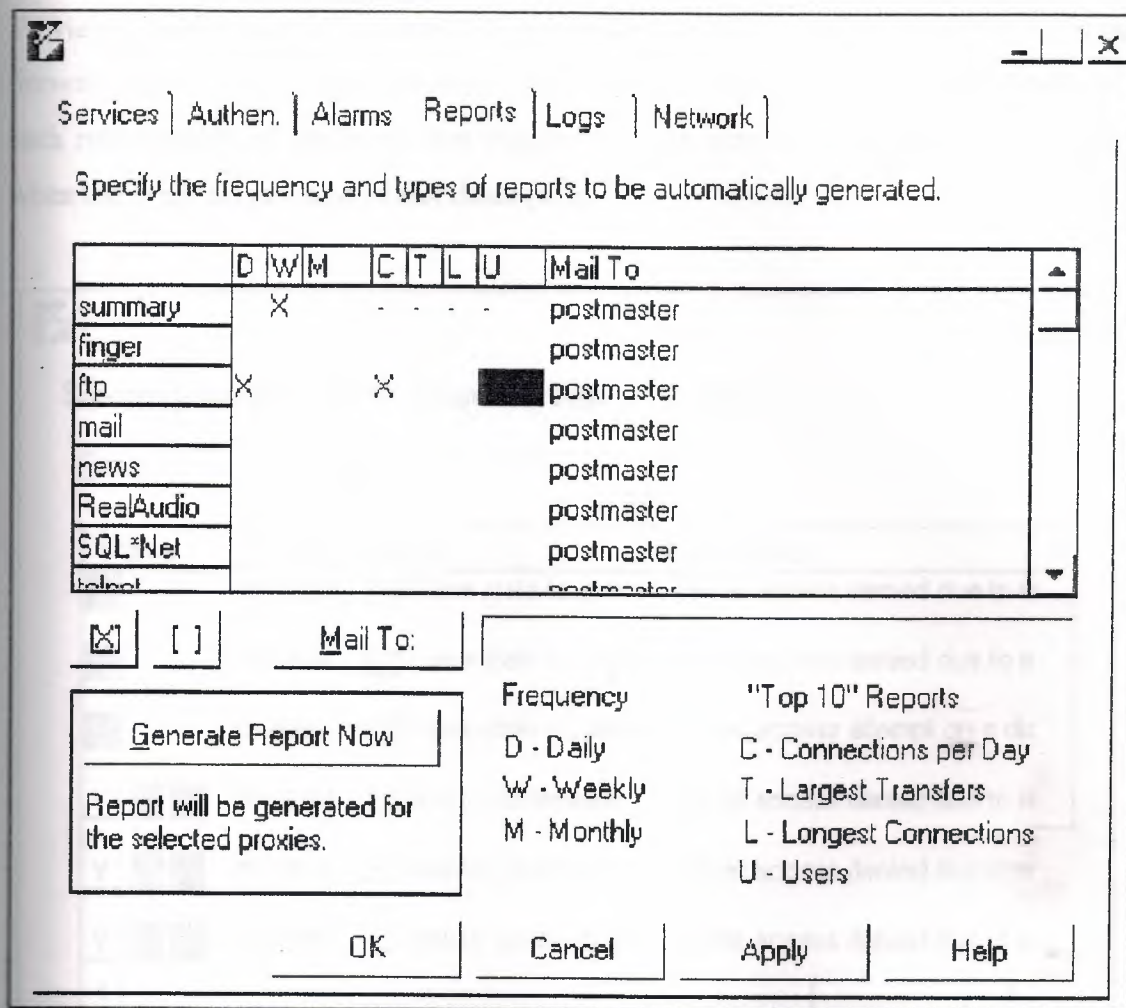 Services Authen. Alarms Reports Logs Network
Specify the frequency and types of reports to be automatically generated.
D W M C T L U Mail To
summary X - - - - postmaster
finger postmaster
ftp X X postmaster
mail postmaster
news postmaster
RealAudio postmaster
SQL*Net postmaster
telnet postmaster
[X] [ ] Mail To:
Generate Report Now
Report will be generated for
the selected proxies.
Frequency
D - Daily
W - Weekly
M - Monthly
"Top 10" Reports
C - Connections per Day
T - Largest Transfers
L - Longest Connections
U - Users
OK Cancel Apply Help